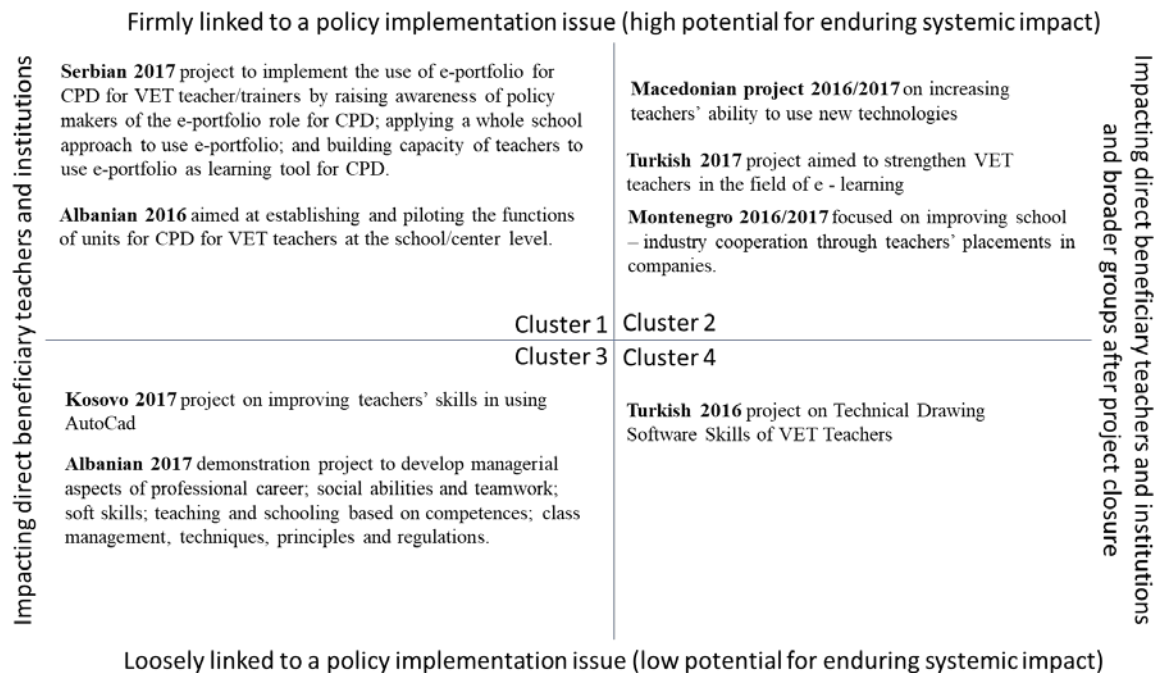 Firmly linked to a policy implementation issue (high potential for enduring systemic impact)
Impacting direct beneficiary teachers and institutions
Serbian 2017 project to implement the use of e-portfolio for
CPD for VET teacher/trainers by raising awareness of policy
makers of the e-portfolio role for CPD; applying a whole school
approach to use e-portfolio; and building capacity of teachers to
use e-portfolio as learning tool for CPD.
Albanian 2016 aimed at establishing and piloting the functions
of units for CPD for VET teachers at the school/center level.
Cluster 1
Macedonian project 2016/2017 on increasing
teachers’ ability to use new technologies
Turkish 2017 project aimed to strengthen VET
teachers in the field of e - learning
Montenegro 2016/2017 focused on improving school
– industry cooperation through teachers’ placements in
companies.
Cluster 2
Cluster 3
Kosovo 2017 project on improving teachers’ skills in using
AutoCad
Albanian 2017 demonstration project to develop managerial
aspects of professional career; social abilities and teamwork;
soft skills; teaching and schooling based on competences; class
management, techniques, principles and regulations.
Cluster 4
Turkish 2016 project on Technical Drawing
Software Skills of VET Teachers
Impacting direct beneficiary teachers and institutions
and broader groups after project closure
Loosely linked to a policy implementation issue (low potential for enduring systemic impact)